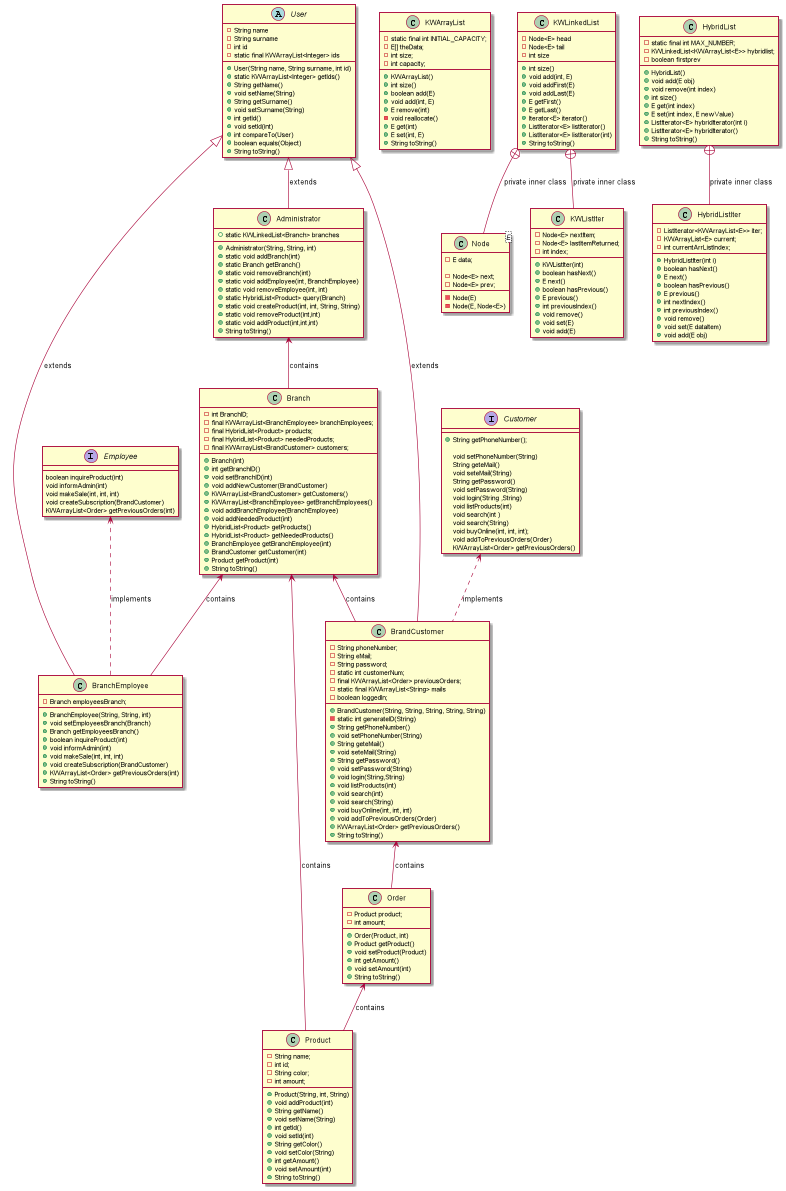 A User
String name
String surname
int id
static final KWArrayList<Integer> ids
User(String name, String surname, int id)
static KWArrayList<Integer> getIds()
String getName()
void setName(String)
String getSurname()
void setSurname(String)
int getId()
void setId(int)
int compareTo(User)
boolean equals(Object)
String toString()
C KWArrayList
static final int INITIAL_CAPACITY;
E[] theData;
int size;
int capacity;
KWArrayList()
int size()
boolean add(E)
void add(int, E)
E remove(int)
void reallocate()
E get(int)
E set(int, E)
String toString()
C KWLinkedList
Node<E> head
Node<E> tail
int size
int size()
void add(int, E)
void addFirst(E)
void addLast(E)
E getFirst()
E getLast()
Iterator<E> iterator()
ListIterator<E> listIterator()
ListIterator<E> listIterator(int)
String toString()
C HybridList
static final int MAX_NUMBER;
KWLinkedList<KWArrayList<E>> hybridlist;
boolean firstprev
HybridList()
void add(E obj)
void remove(int index)
int size()
E get(int index)
E set(int index, E newValue)
ListIterator<E> hybridIterator(int i)
ListIterator<E> hybridIterator()
String toString()
extends
private inner class
private inner class
private inner class
C Administrator
static KWLinkedList<Branch> branches
Administrator(String, String, int)
static void addBranch(int)
static Branch getBranch()
static void removeBranch(int)
static void addEmployee(int, BranchEmployee)
static void removeEmployee(int, int)
static HybridList<Product> query(Branch)
static void createProduct(int, int, String, String)
static void removeProduct(int,int)
static void addProduct(int,int,int)
String toString()
C Node
E
E data;
Node<E> next;
Node<E> prev;
Node(E)
Node(E, Node<E>)
C KWListIter
Node<E> nextItem;
Node<E> lastItemReturned;
int index;
KWListIter(int)
boolean hasNext()
E next()
boolean hasPrevious()
E previous()
int previousIndex()
void remove()
void set(E)
void add(E)
C HybridListIter
ListIterator<KWArrayList<E>> iter;
KWArrayList<E> current;
int currentArrListIndex;
HybridListIter(int i)
boolean hasNext()
E next()
boolean hasPrevious()
E previous()
int nextIndex()
int previousIndex()
void remove()
void set(E dataItem)
void add(E obj)
extends
contains
extends
C Branch
int BranchID;
final KWArrayList<BranchEmployee> branchEmployees;
final HybridList<Product> products;
final HybridList<Product> neededProducts;
final KWArrayList<BrandCustomer> customers;
Branch(int)
int getBranchID()
void setBranchID(int)
void addNewCustomer(BrandCustomer)
KWArrayList<BrandCustomer> getCustomers()
KWArrayList<BranchEmployee> getBranchEmployees()
void addBranchEmployee(BranchEmployee)
void addNeededProduct(int)
HybridList<Product> getProducts()
HybridList<Product> getNeededProducts()
BranchEmployee getBranchEmployee(int)
BrandCustomer getCustomer(int)
Product getProduct(int)
String toString()
I Employee
boolean inquireProduct(int)
void informAdmin(int)
void makeSale(int, int, int)
void createSubscription(BrandCustomer)
KWArrayList<Order> getPreviousOrders(int)
I Customer
String getPhoneNumber();
void setPhoneNumber(String)
String geteMail()
void seteMail(String)
String getPassword()
void setPassword(String)
void login(String ,String)
void listProducts(int)
void search(int )
void search(String)
void buyOnline(int, int, int);
void addToPreviousOrders(Order)
KWArrayList<Order> getPreviousOrders()
implements
contains
contains
implements
C BranchEmployee
Branch employeesBranch;
BranchEmployee(String, String, int)
void setEmployeesBranch(Branch)
Branch getEmployeesBranch()
boolean inquireProduct(int)
void informAdmin(int)
void makeSale(int, int, int)
void createSubscription(BrandCustomer)
KWArrayList<Order> getPreviousOrders(int)
String toString()
C BrandCustomer
String phoneNumber;
String eMail;
String password;
static int customerNum;
final KWArrayList<Order> previousOrders;
static final KWArrayList<String> mails
boolean loggedIn;
BrandCustomer(String, String, String, String, String)
static int generateID(String)
String getPhoneNumber()
void setPhoneNumber(String)
String geteMail()
void seteMail(String)
String getPassword()
void setPassword(String)
void login(String,String)
void listProducts(int)
void search(int)
void search(String)
void buyOnline(int, int, int)
void addToPreviousOrders(Order)
KWArrayList<Order> getPreviousOrders()
String toString()
contains
contains
C Order
Product product;
int amount;
Order(Product, int)
Product getProduct()
void setProduct(Product)
int getAmount()
void setAmount(int)
String toString()
contains
C Product
String name;
int id;
String color;
int amount;
Product(String, int, String)
void addProduct(int)
String getName()
void setName(String)
int getId()
void setId(int)
String getColor()
void setColor(String)
int getAmount()
void setAmount(int)
String toString()